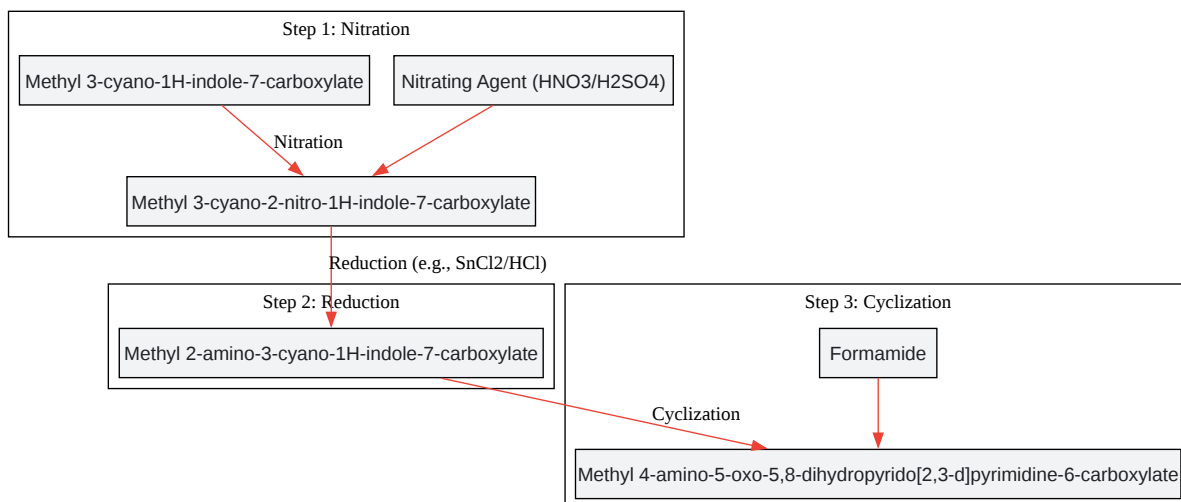 Step 1: Nitration
Methyl 3-cyano-1H-indole-7-carboxylate
Nitrating Agent (HNO3/H2SO4)
Nitration
Methyl 3-cyano-2-nitro-1H-indole-7-carboxylate
Reduction (e.g., SnCl2/HCl)
Step 2: Reduction
Methyl 2-amino-3-cyano-1H-indole-7-carboxylate
Step 3: Cyclization
Formamide
Cyclization
Methyl 4-amino-5-oxo-5,8-dihydropyrido[2,3-d]pyrimidine-6-carboxylate